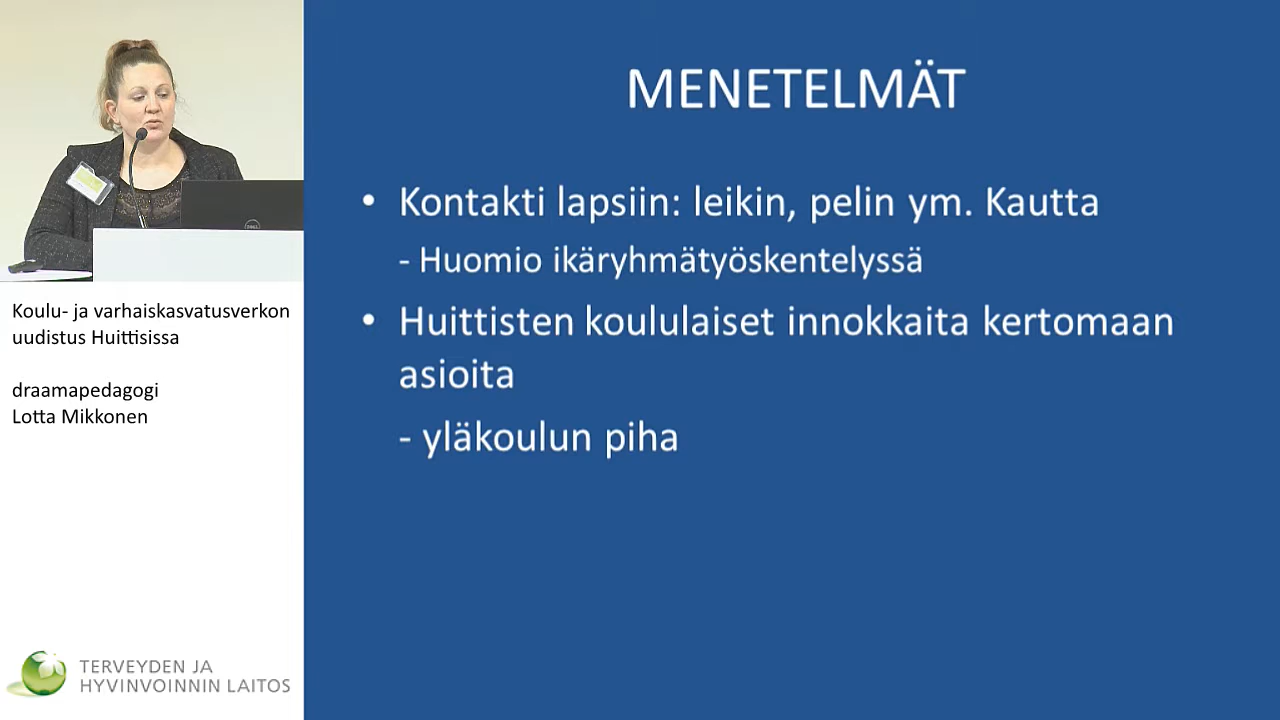 MENETELMÄT
• Kontakti lapsiin: leikin, pelin ym. Kautta
- Huomio ikäryhmätyöskentelyssä
• Huittisten koululaiset innokkaita kertomaan
asioita
- yläkoulun piha
Koulu- ja varhaiskasvatusverkon
uudistus Huittisissa
draamapedagogi
Lotta Mikkonen
TERVEYDEN JA
HYVINVOINNIN LAITOS